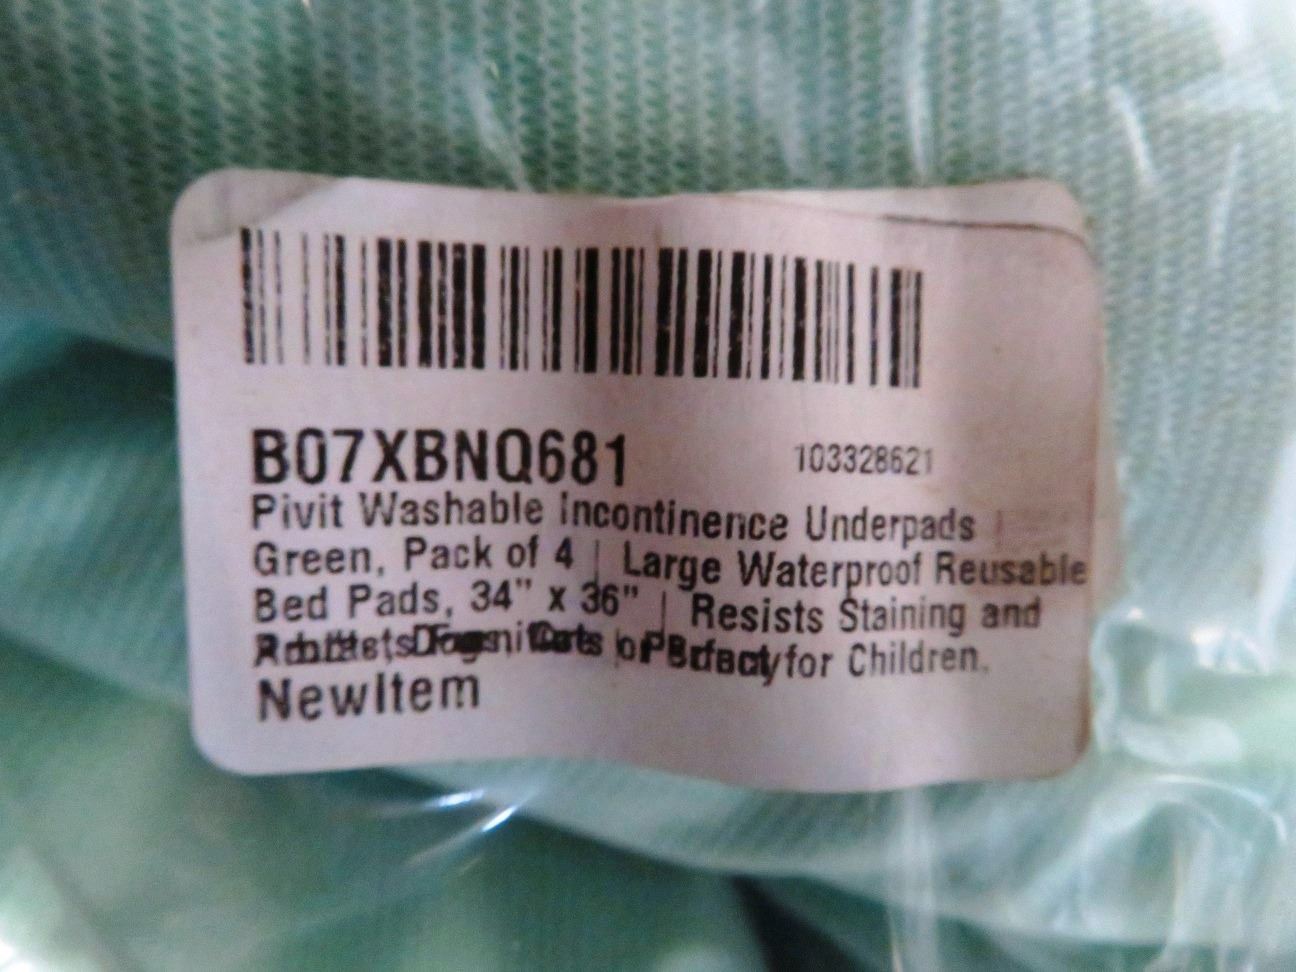 B07XBNQ681 103328621
Pivit Washable Incontinence Underpads |
Green, Pack of 4 | Large Waterproof Reusable
Bed Pads, 34" x 36" | Resists Staining and
for Children.
NewItem